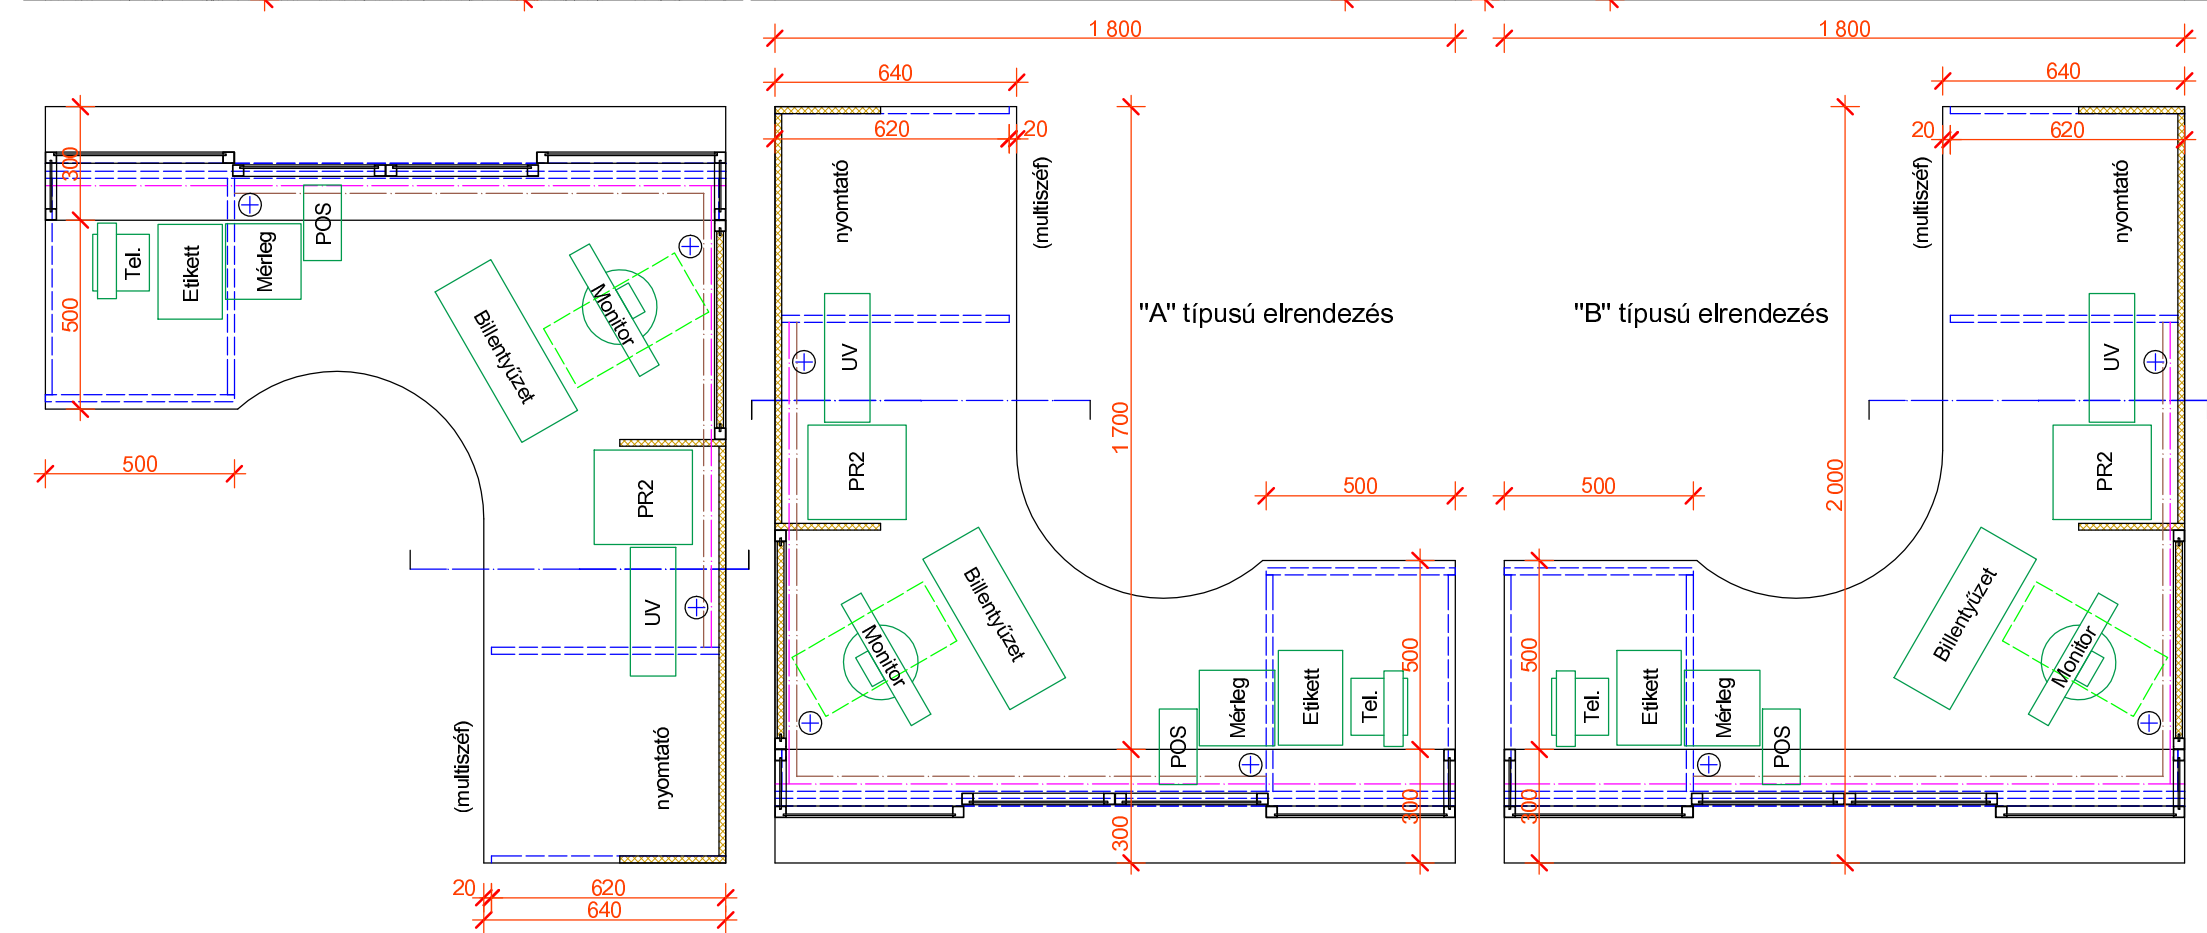 300
500
500
Tel.
Etikett
Mérleg
POS
Billentyűzet
Monitor
PR2
UV
(multiszéf)
nyomtató
20
620
640
1 800
640
620
20
nyomtató
(multiszéf)
"A" típusú elrendezés
UV
PR2
1 700
500
Billentyűzet
Monitor
500
POS
Mérleg
Etikett
Tel.
300
300
1 800
640
20
620
(multiszéf)
nyomtató
"B" típusú elrendezés
UV
PR2
2 000
500
500
Billentyűzet
Monitor
Tel.
Etikett
Mérleg
POS
300